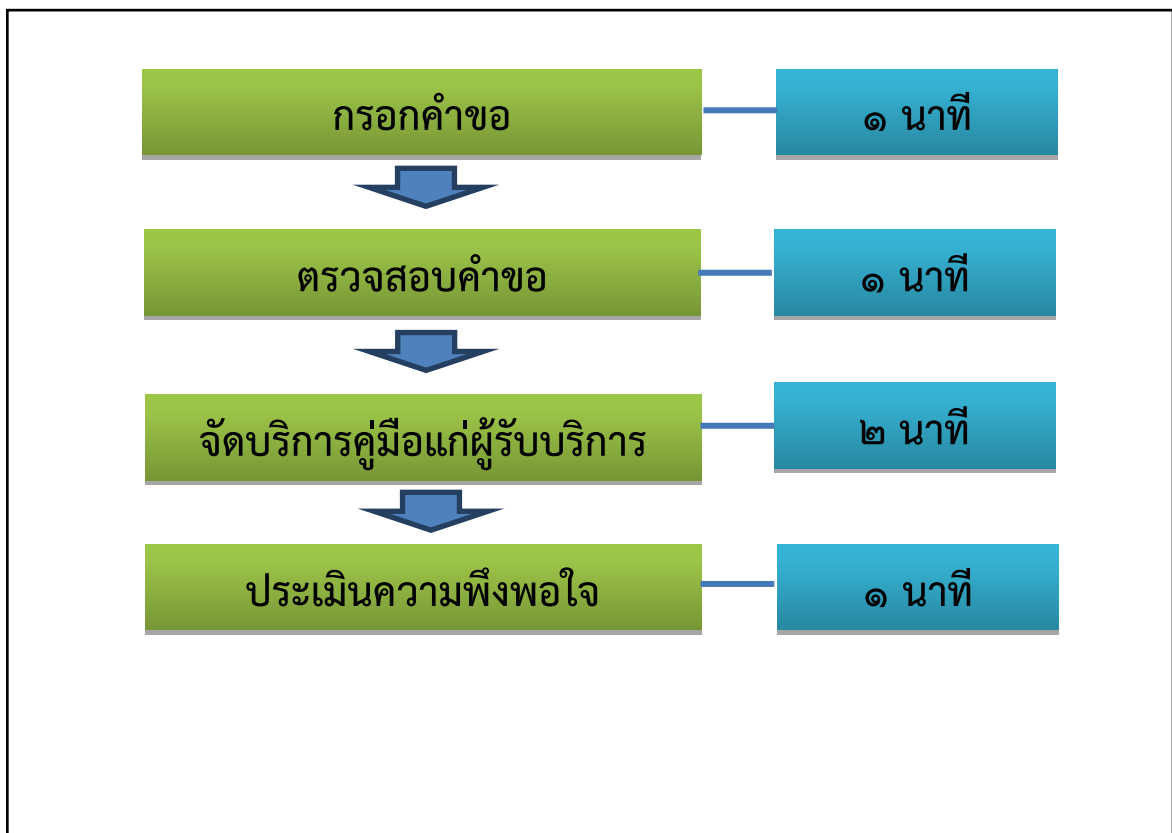 กรอกคำขอ
๑ นาที
ตรวจสอบคำขอ
๑ นาที
จัดบริการคู่มือแก่ผู้รับบริการ
๒ นาที
ประเมินความพึงพอใจ
๑ นาที